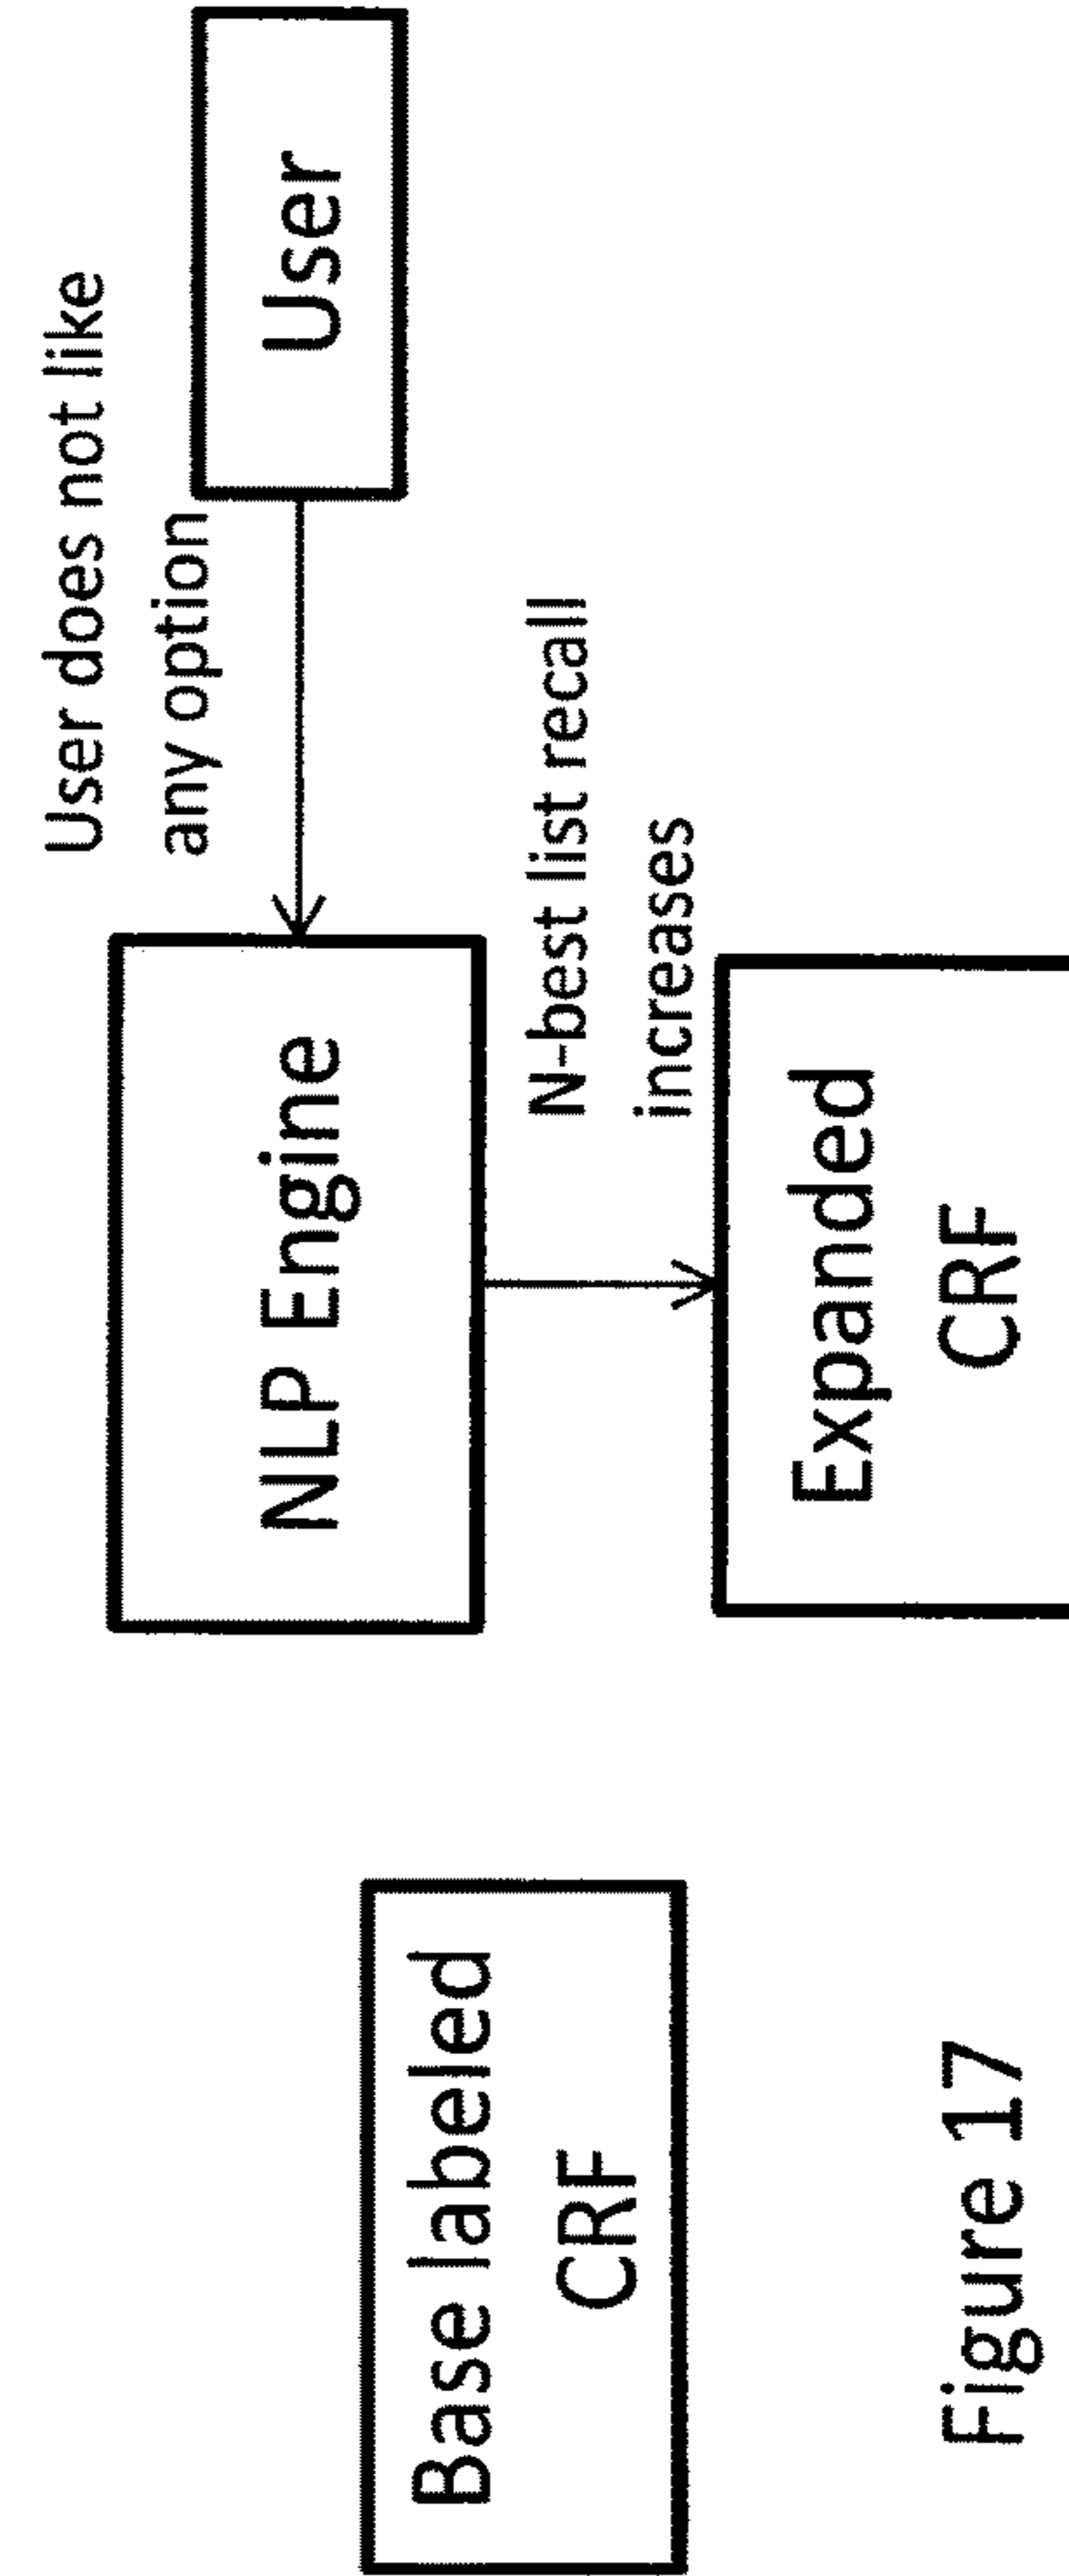 User does not like
any option
User
NLP Engine
N-best list recall
increases
Base labeled
CRF
Expanded
CRF
Figure 17